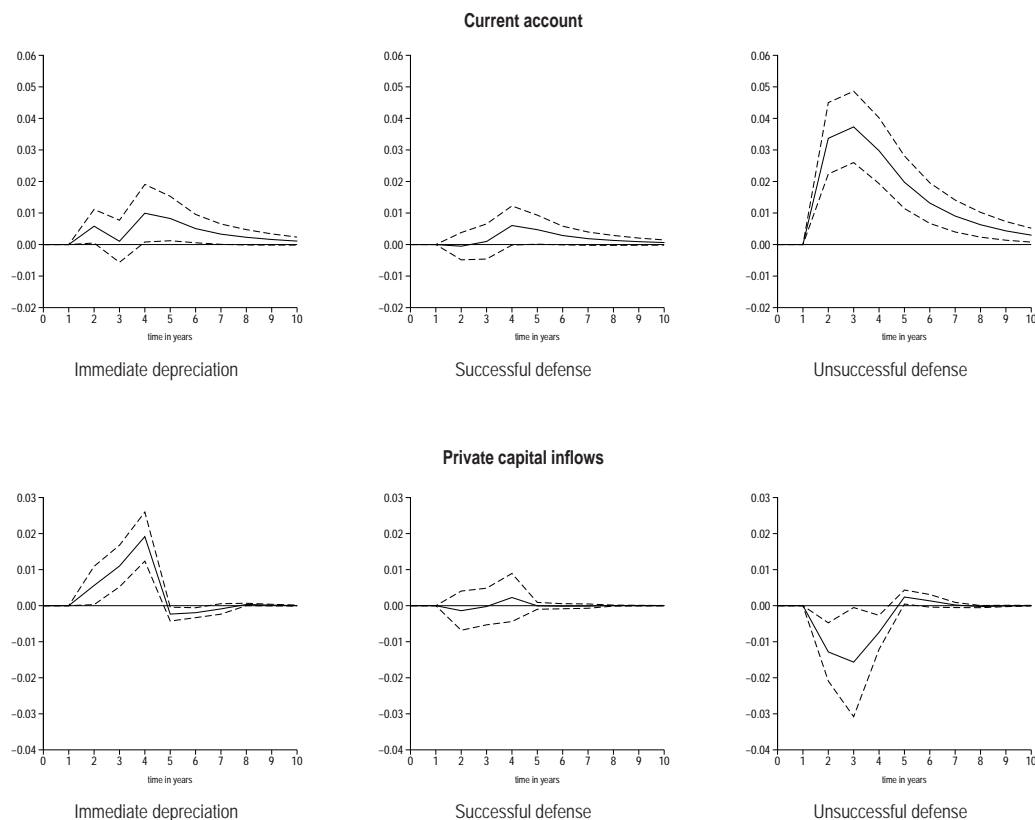 Current account
0.06 0.06 0.06
0.05 0.05 0.05
0.04 0.04 0.04
0.03 0.03 0.03
0.02 0.02 0.02
0.01 0.01 0.01
0.00 0.00 0.00
–0.01 –0.01 –0.01
–0.02 –0.02 –0.02
0 1 2 3 4 5 6 7 8 9 10 0 1 2 3 4 5 6 7 8 9 10 0 1 2 3 4 5 6 7 8 9 10
time in years time in years time in years
Immediate depreciation Successful defense Unsuccessful defense
Private capital inflows
0.03 0.03 0.03
0.02 0.02 0.02
0.01 0.01 0.01
0.00 0.00 0.00
–0.01 –0.01 –0.01
–0.02 –0.02 –0.02
–0.03 –0.03 –0.03
–0.04 –0.04 –0.04
0 1 2 3 4 5 6 7 8 9 10 0 1 2 3 4 5 6 7 8 9 10 0 1 2 3 4 5 6 7 8 9 10
time in years time in years time in years
Immediate depreciation Successful defense Unsuccessful defense